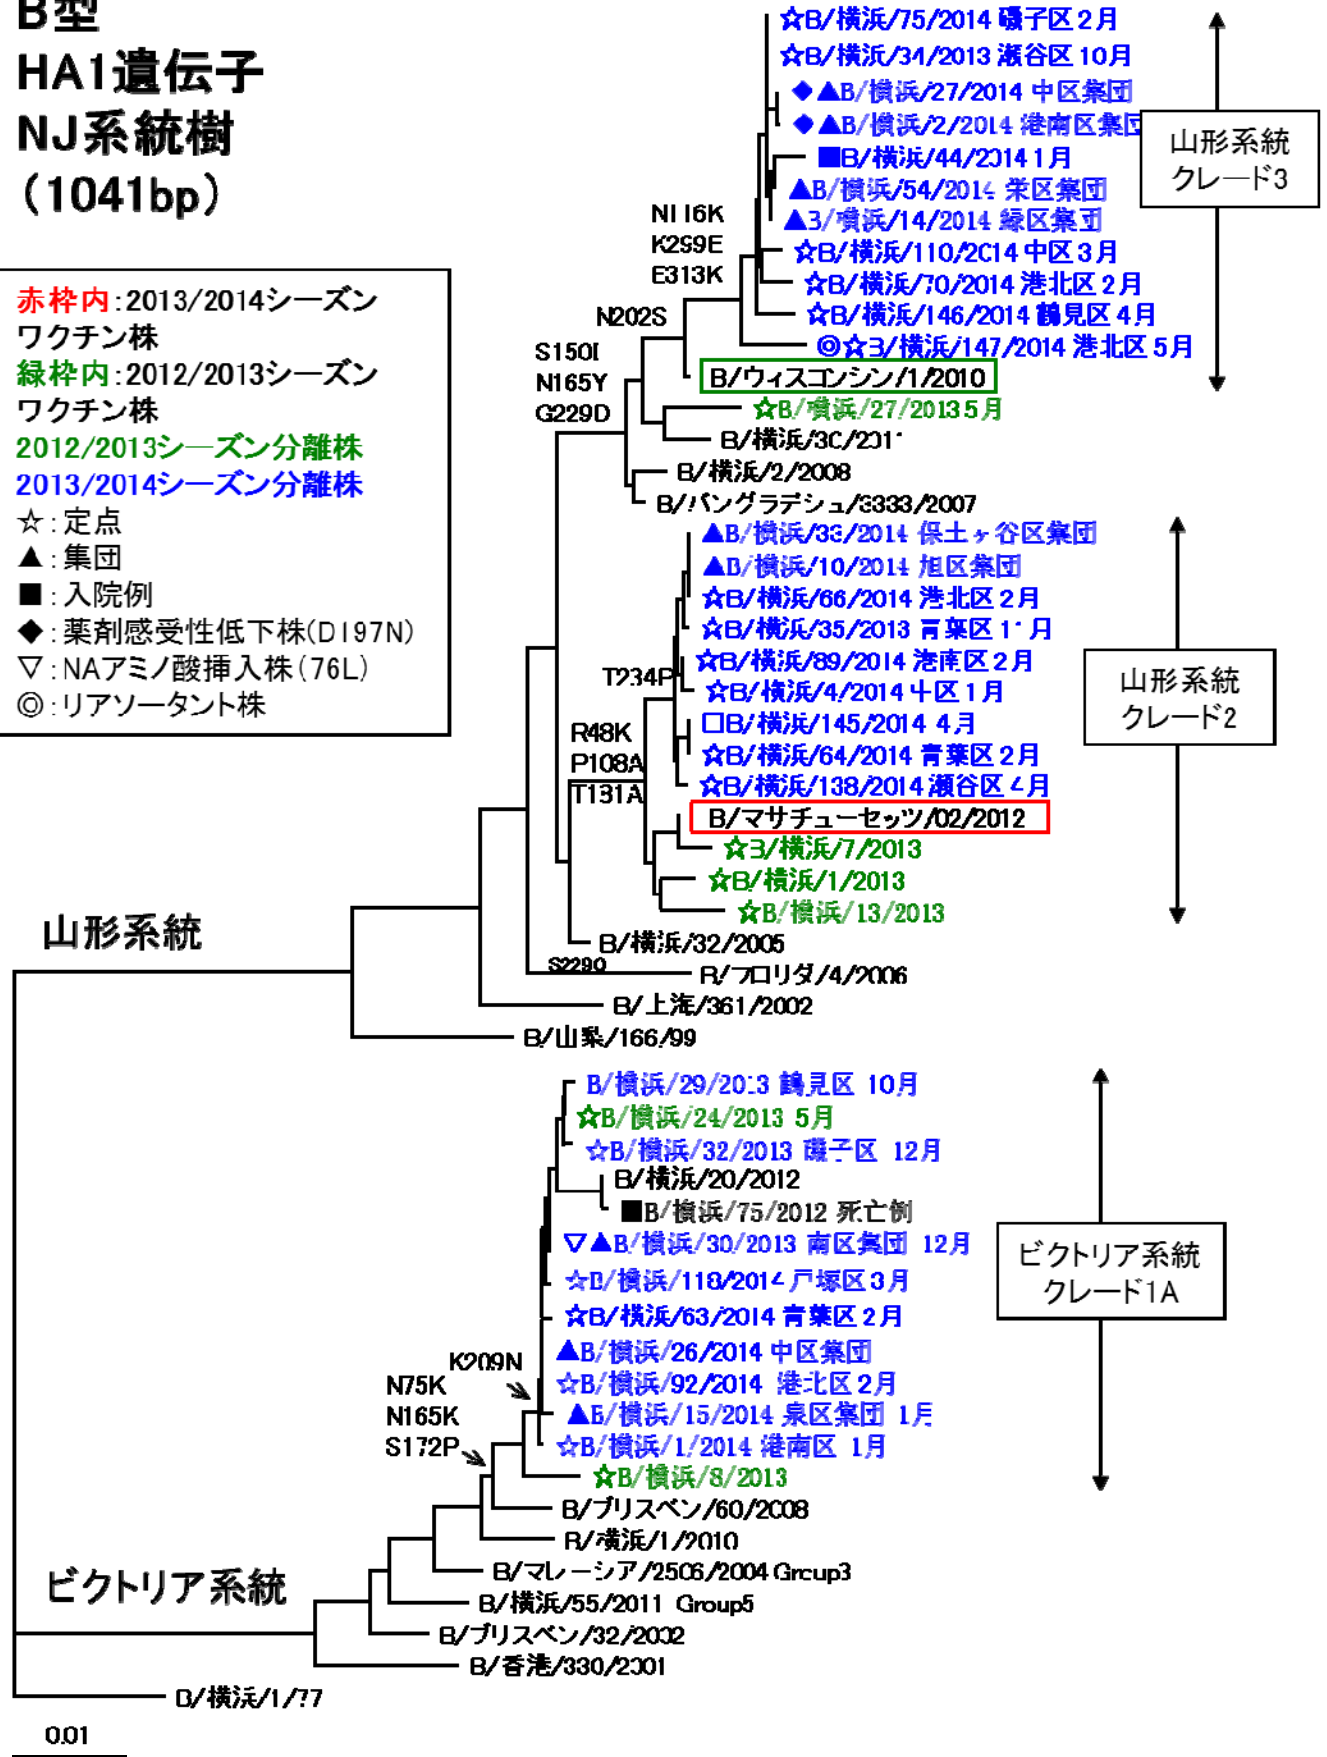 B型
HA1遺伝子
NJ系統樹
(1041bp)
赤枠内:2013/2014シーズン
ワクチン株
緑枠内:2012/2013シーズン
ワクチン株
2012/2013シーズン分離株
2013/2014シーズン分離株
☆:定点
▲:集団
■:入院例
◆:薬剤感受性低下株(D197N)
▽:NAアミノ酸挿入株(76L)
◎:リアソータント株
☆B/横浜/75/2014 磯子区2月
☆B/横浜/34/2013 瀬谷区10月
◆▲B/横浜/27/2014 中区集団
◆▲B/横浜/2/2014 港南区集団
■B/横浜/44/2014 1月
▲B/横浜/54/2014 栄区集団
▲B/横浜/14/2014 緑区集団
☆B/横浜/110/2014 中区3月
☆B/横浜/70/2014 港北区2月
☆B/横浜/146/2014 鶴見区4月
◎☆B/横浜/147/2014 港北区5月
B/ウィスコンシン/1/2010
☆B/横浜/27/2013 5月
B/横浜/30/2011
B/横浜/2/2008
B/バングラデシュ/3333/2007
N116K
K299E
E313K
N202S
S150I
N165Y
G229D
山形系統
クレード3
▲B/横浜/33/2014 保土ヶ谷区集団
▲B/横浜/10/2014 旭区集団
☆B/横浜/66/2014 港北区2月
☆B/横浜/35/2013 青葉区11月
☆B/横浜/89/2014 港南区2月
☆B/横浜/4/2014 中区1月
□B/横浜/145/2014 4月
☆B/横浜/64/2014 青葉区2月
☆B/横浜/138/2014 瀬谷区4月
B/マサチューセッツ/02/2012
☆B/横浜/7/2013
☆B/横浜/1/2013
☆B/横浜/13/2013
B/横浜/32/2005
B/フロリダ/4/2006
B/上海/361/2002
B/山梨/166/99
T234P
R48K
P108A
T131A
S229G
山形系統
クレード2
山形系統
B/横浜/29/2013 鶴見区 10月
☆B/横浜/24/2013 5月
☆B/横浜/32/2013 磯子区 12月
B/横浜/20/2012
■B/横浜/75/2012 死亡例
▽▲B/横浜/30/2013 南区集団 12月
☆B/横浜/118/2014 戸塚区3月
☆B/横浜/63/2014 青葉区2月
▲B/横浜/26/2014 中区集団
☆B/横浜/92/2014 港北区2月
▲B/横浜/15/2014 泉区集団 1月
☆B/横浜/1/2014 港南区 1月
☆B/横浜/8/2013
B/ブリスベン/60/2008
B/横浜/1/2010
B/マレーシア/2506/2004 Group3
B/横浜/55/2011 Group5
B/ブリスベン/32/2002
B/香港/330/2001
B/横浜/1/77
K209N
N75K
N165K
S172P
ビクトリア系統
クレード1A
ビクトリア系統
0.01